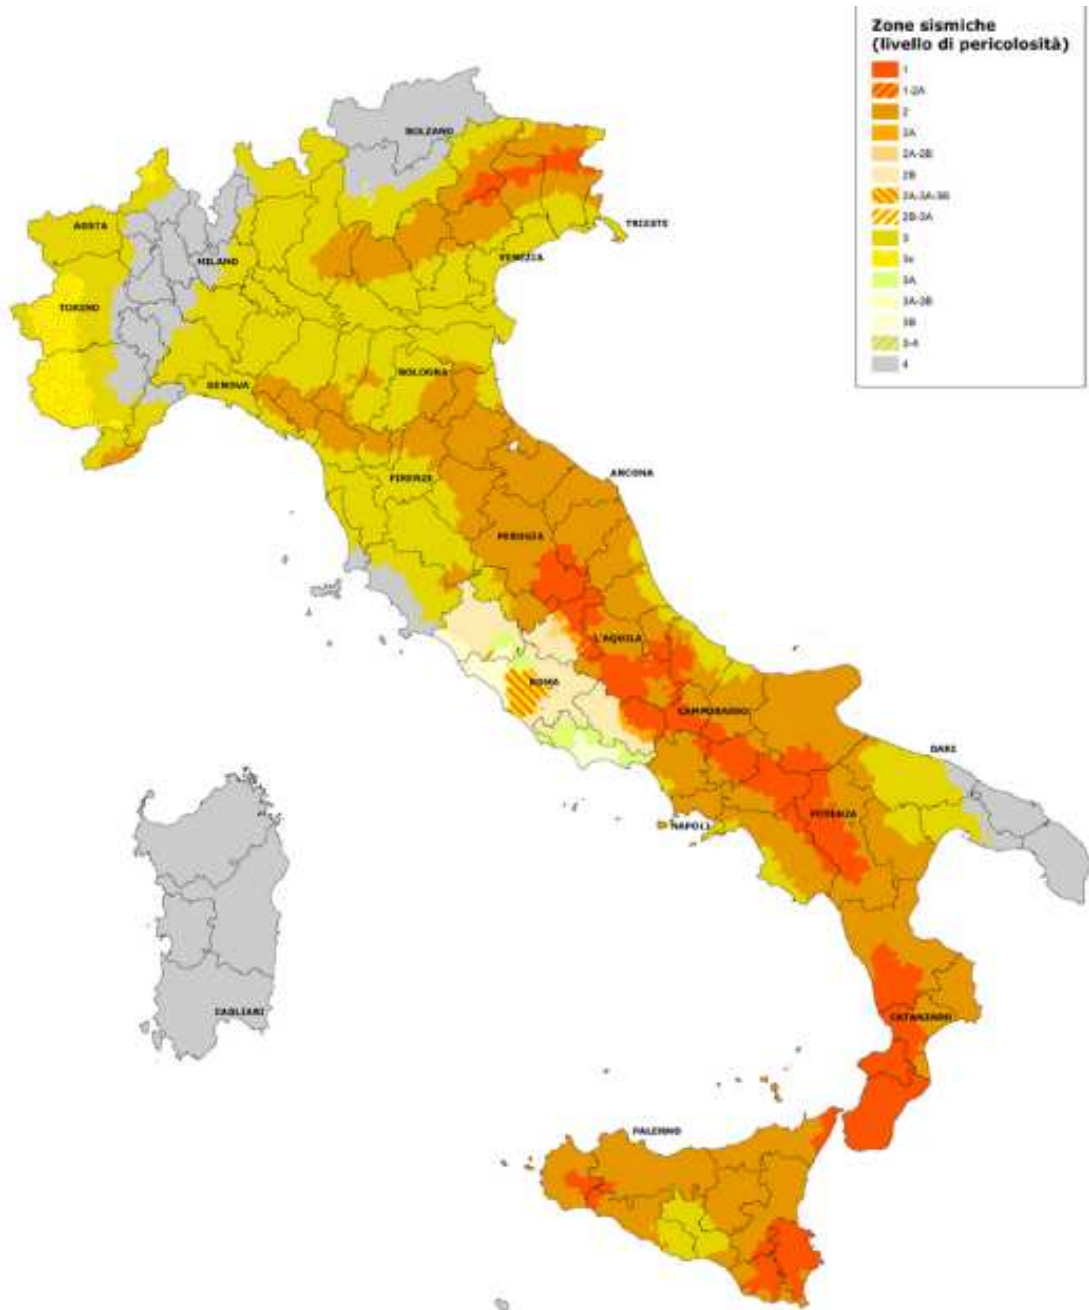 Zone sismiche
(livello di pericolosità)
1
1-2A
2
2A
2A-2B
2B
2A-3A-3B
2B-3A
3
3s
3A
3A-3B
3B
3-4
4
BOLZANO
AOSTA
TRIESTE
MILANO
VENEZIA
TORINO
BOLOGNA
GENOVA
ANCONA
FIRENZE
PERUGIA
L'AQUILA
ROMA
CAMPOBASSO
BARI
POTENZA
NAPOLI
CAGLIARI
CATANZARO
PALERMO